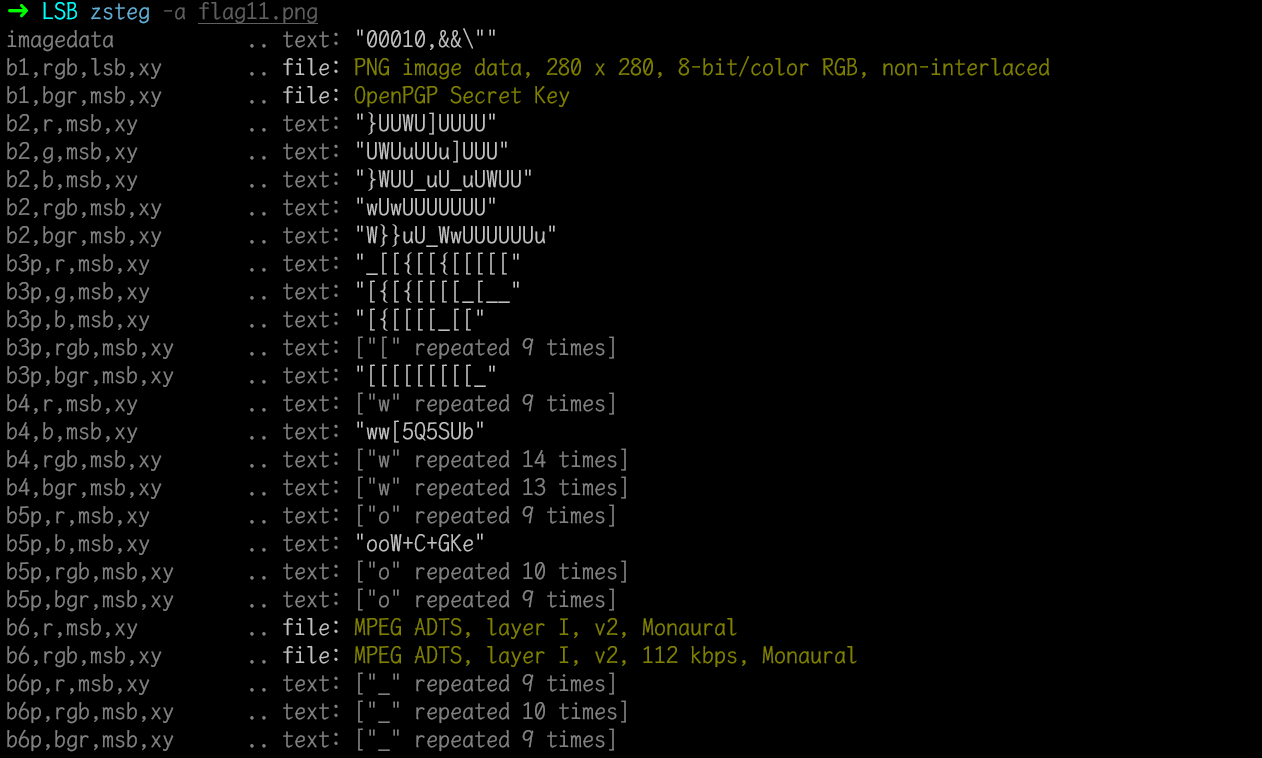 → LSB zsteg -a flag11.png
imagedata .. text: "00010,&&\""
b1,rgb,lsb,xy .. file: PNG image data, 280 x 280, 8-bit/color RGB, non-interlaced
b1,bgr,msb,xy .. file: OpenPGP Secret Key
b2,r,msb,xy .. text: "}UUWU]UUUU"
b2,g,msb,xy .. text: "UWUuUUu]UUU"
b2,b,msb,xy .. text: "}WUU_uU_uUWUU"
b2,rgb,msb,xy .. text: "wUwUUUUUUU"
b2,bgr,msb,xy .. text: "W}}uU_WwUUUUUUu"
b3p,r,msb,xy .. text: "_[[{[[{[[[[["
b3p,g,msb,xy .. text: "[{[{[[[[_[__"
b3p,b,msb,xy .. text: "[{[[[[_[["
b3p,rgb,msb,xy .. text: ["[" repeated 9 times]
b3p,bgr,msb,xy .. text: "[[[[[[[[[_"
b4,r,msb,xy .. text: ["w" repeated 9 times]
b4,b,msb,xy .. text: "ww[5Q5SUb"
b4,rgb,msb,xy .. text: ["w" repeated 14 times]
b4,bgr,msb,xy .. text: ["w" repeated 13 times]
b5p,r,msb,xy .. text: ["o" repeated 9 times]
b5p,b,msb,xy .. text: "ooW+C+GKe"
b5p,rgb,msb,xy .. text: ["o" repeated 10 times]
b5p,bgr,msb,xy .. text: ["o" repeated 9 times]
b6,r,msb,xy .. file: MPEG ADTS, layer I, v2, Monaural
b6,rgb,msb,xy .. file: MPEG ADTS, layer I, v2, 112 kbps, Monaural
b6p,r,msb,xy .. text: ["_" repeated 9 times]
b6p,rgb,msb,xy .. text: ["_" repeated 10 times]
b6p,bgr,msb,xy .. text: ["_" repeated 9 times]